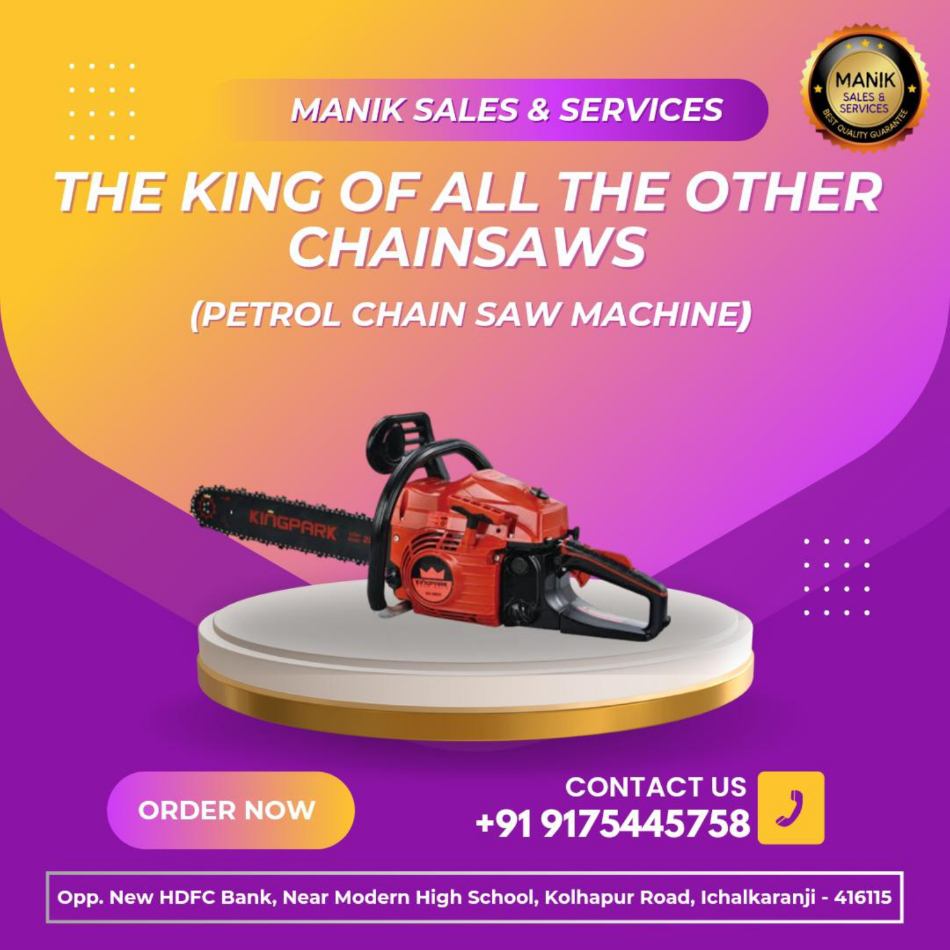 MANIK SALES & SERVICES
MANIK
SALES &
SERVICES
BEST QUALITY GUARANTEE
THE KING OF ALL THE OTHER
CHAINSAWS
(PETROL CHAIN SAW MACHINE)
KINGPARK
KINGPARK
ORDER NOW
CONTACT US
+91 9175445758
Opp. New HDFC Bank, Near Modern High School, Kolhapur Road, Ichalkaranji - 416115